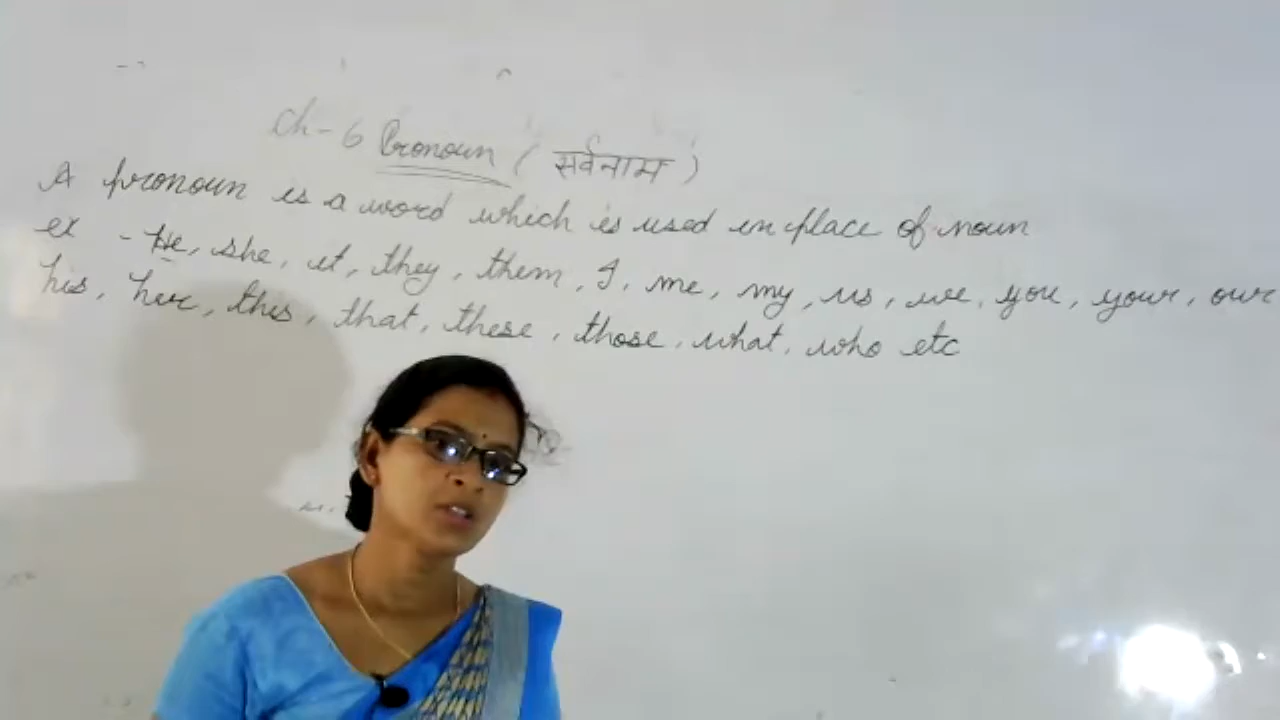 Ch-6 Pronoun (सर्वनाम)
A pronoun is a word which is used in place of noun
ex - He, she, it, they, them, I, me, my, us, we, you, your, our
his, her, this, that, these, those, what, who etc